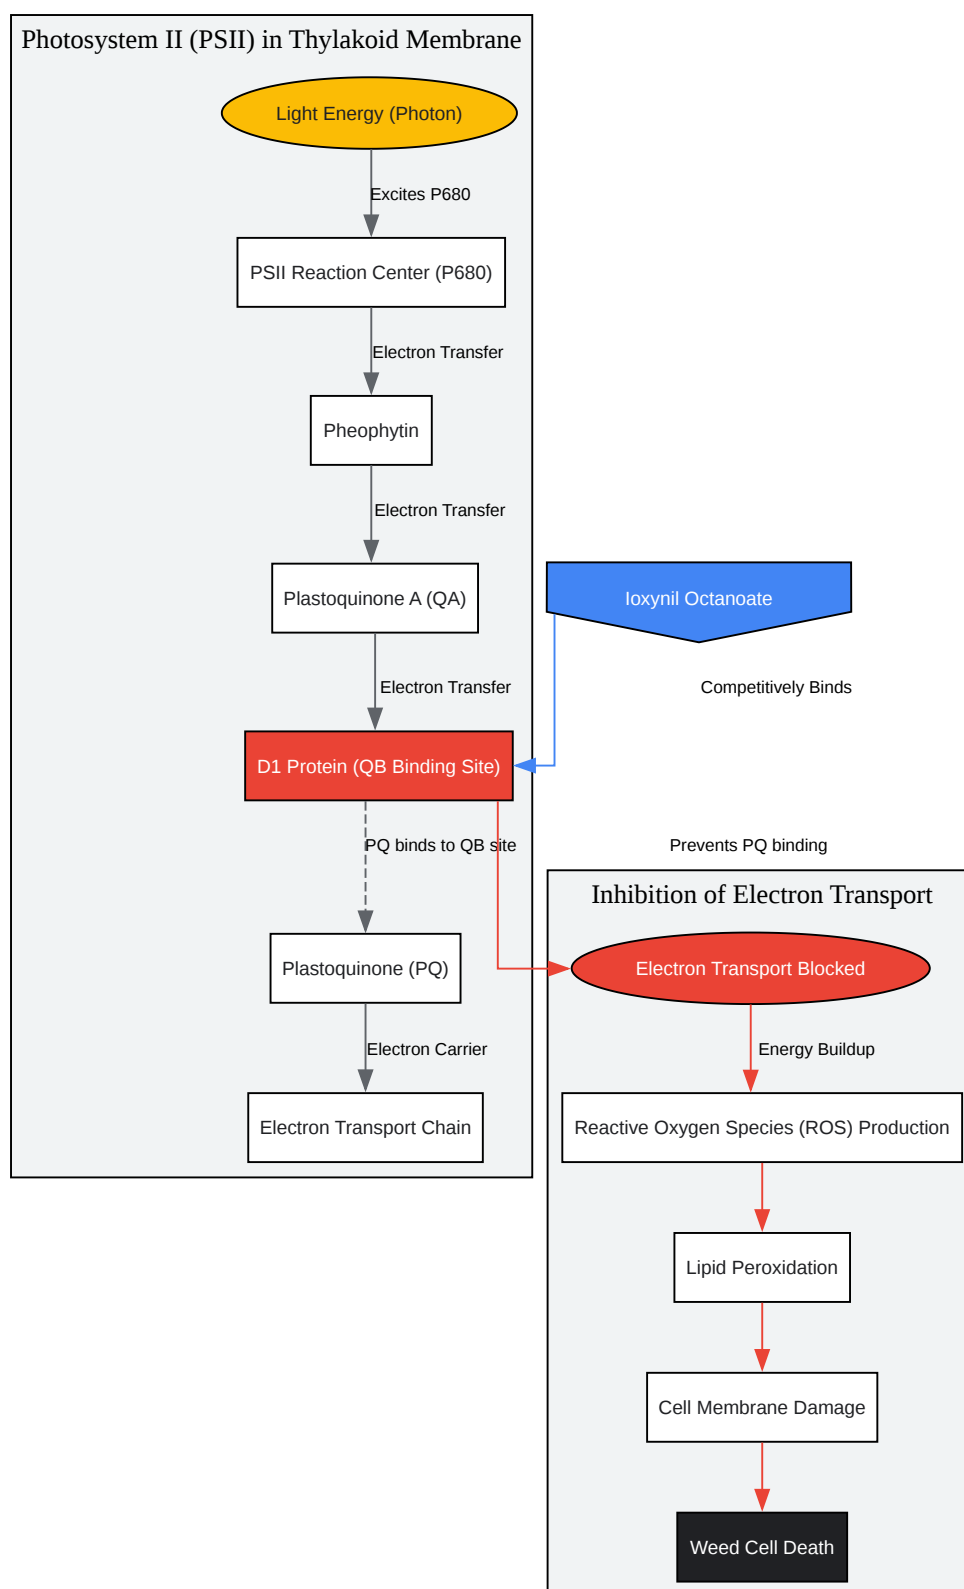 Photosystem II (PSII) in Thylakoid Membrane
Light Energy (Photon)
Excites P680
PSII Reaction Center (P680)
Electron Transfer
Pheophytin
Electron Transfer
Plastoquinone A (QA)
Ioxynil Octanoate
Electron Transfer
Competitively Binds
D1 Protein (QB Binding Site)
PQ binds to QB site
Prevents PQ binding
Inhibition of Electron Transport
Plastoquinone (PQ)
Electron Transport Blocked
Electron Carrier
Energy Buildup
Electron Transport Chain
Reactive Oxygen Species (ROS) Production
Lipid Peroxidation
Cell Membrane Damage
Weed Cell Death